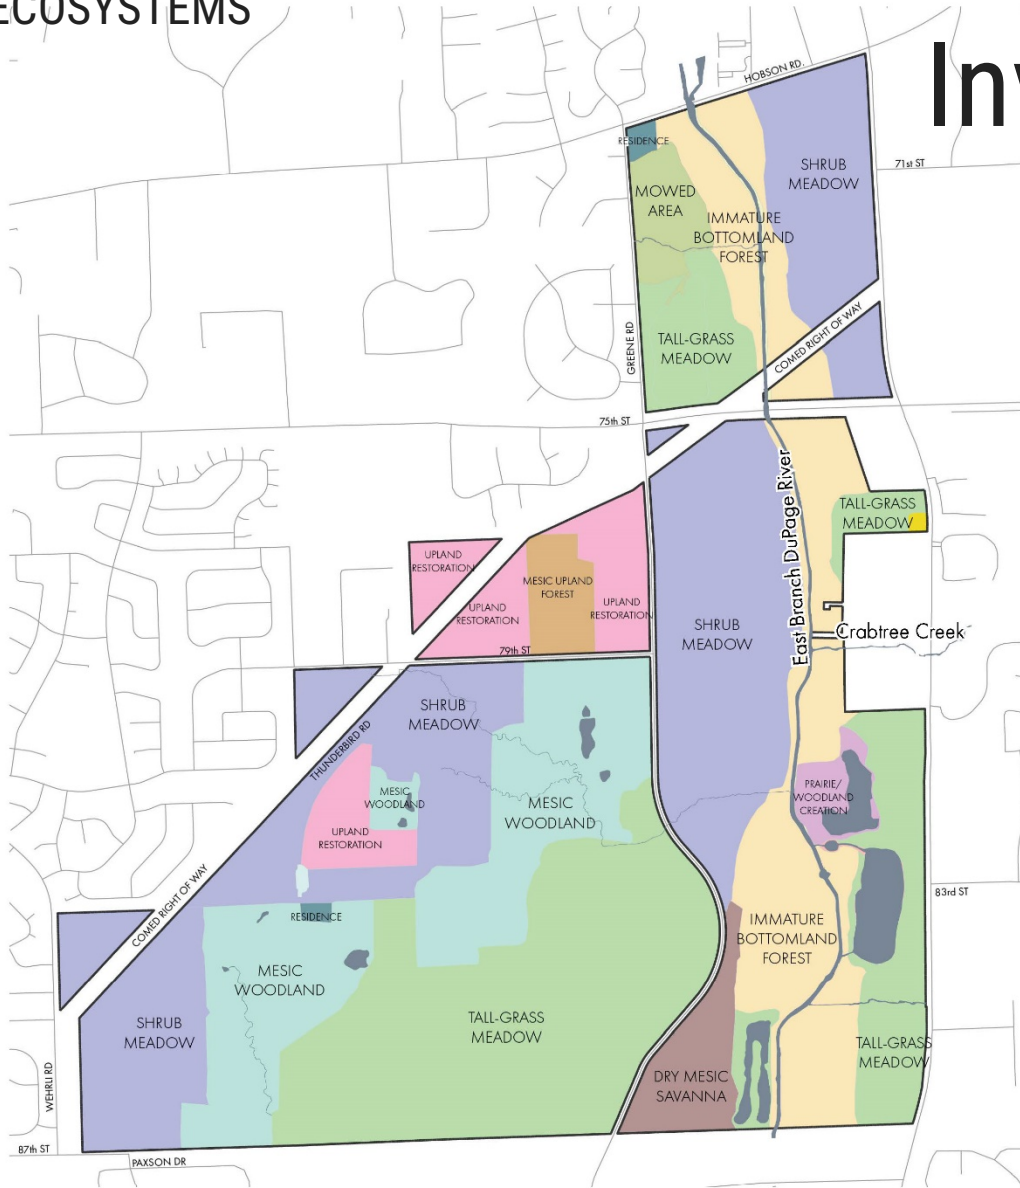 ECOSYSTEMS
Inv
HOBSON RD.
RESIDENCE
71st ST
SHRUB
MEADOW
MOWED
AREA
IMMATURE
BOTTOMLAND
FOREST
COMED RIGHT OF WAY
GREENE RD
TALL-GRASS
MEADOW
75th ST
East Branch DuPage River
TALL-GRASS
MEADOW
UPLAND
RESTORATION
MESIC UPLAND
FOREST
UPLAND
RESTORATION
UPLAND
RESTORATION
SHRUB
MEADOW
Crabtree Creek
79th ST
SHRUB
MEADOW
THUNDERBIRD RD
MESIC
WOODLAND
MESIC
WOODLAND
PRAIRIE/
WOODLAND
CREATION
UPLAND
RESTORATION
COMED RIGHT OF WAY
83rd ST
RESIDENCE
IMMATURE
BOTTOMLAND
FOREST
MESIC
WOODLAND
TALL-GRASS
MEADOW
SHRUB
MEADOW
TALL-GRASS
MEADOW
DRY MESIC
SAVANNA
WEHRLI RD
87th ST
PAXSON DR